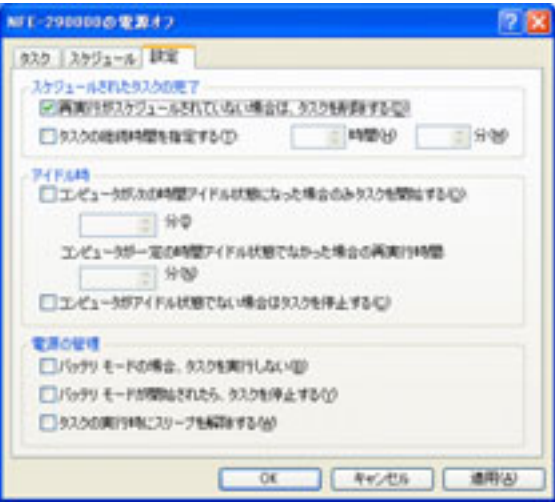 NFE-290000の電源オフ
タスク スケジュール 設定
スケジュールされたタスクの完了
再実行がスケジュールされていない場合は、タスクを削除する(D)
タスクの継続時間を指定する(T) 時間(H) 分(M)
アイドル時
コンピュータが次の時間アイドル状態になった場合のみタスクを開始する(O)
分
コンピュータが一定の時間アイドル状態でなかった場合の再実行時間
分(N)
コンピュータがアイドル状態でない場合はタスクを停止する(C)
電源の管理
バッテリ モードの場合、タスクを実行しない(B)
バッテリ モードが開始されたら、タスクを停止する(Y)
タスクの実行時にスリープを解除する(W)
OK キャンセル 適用(A)